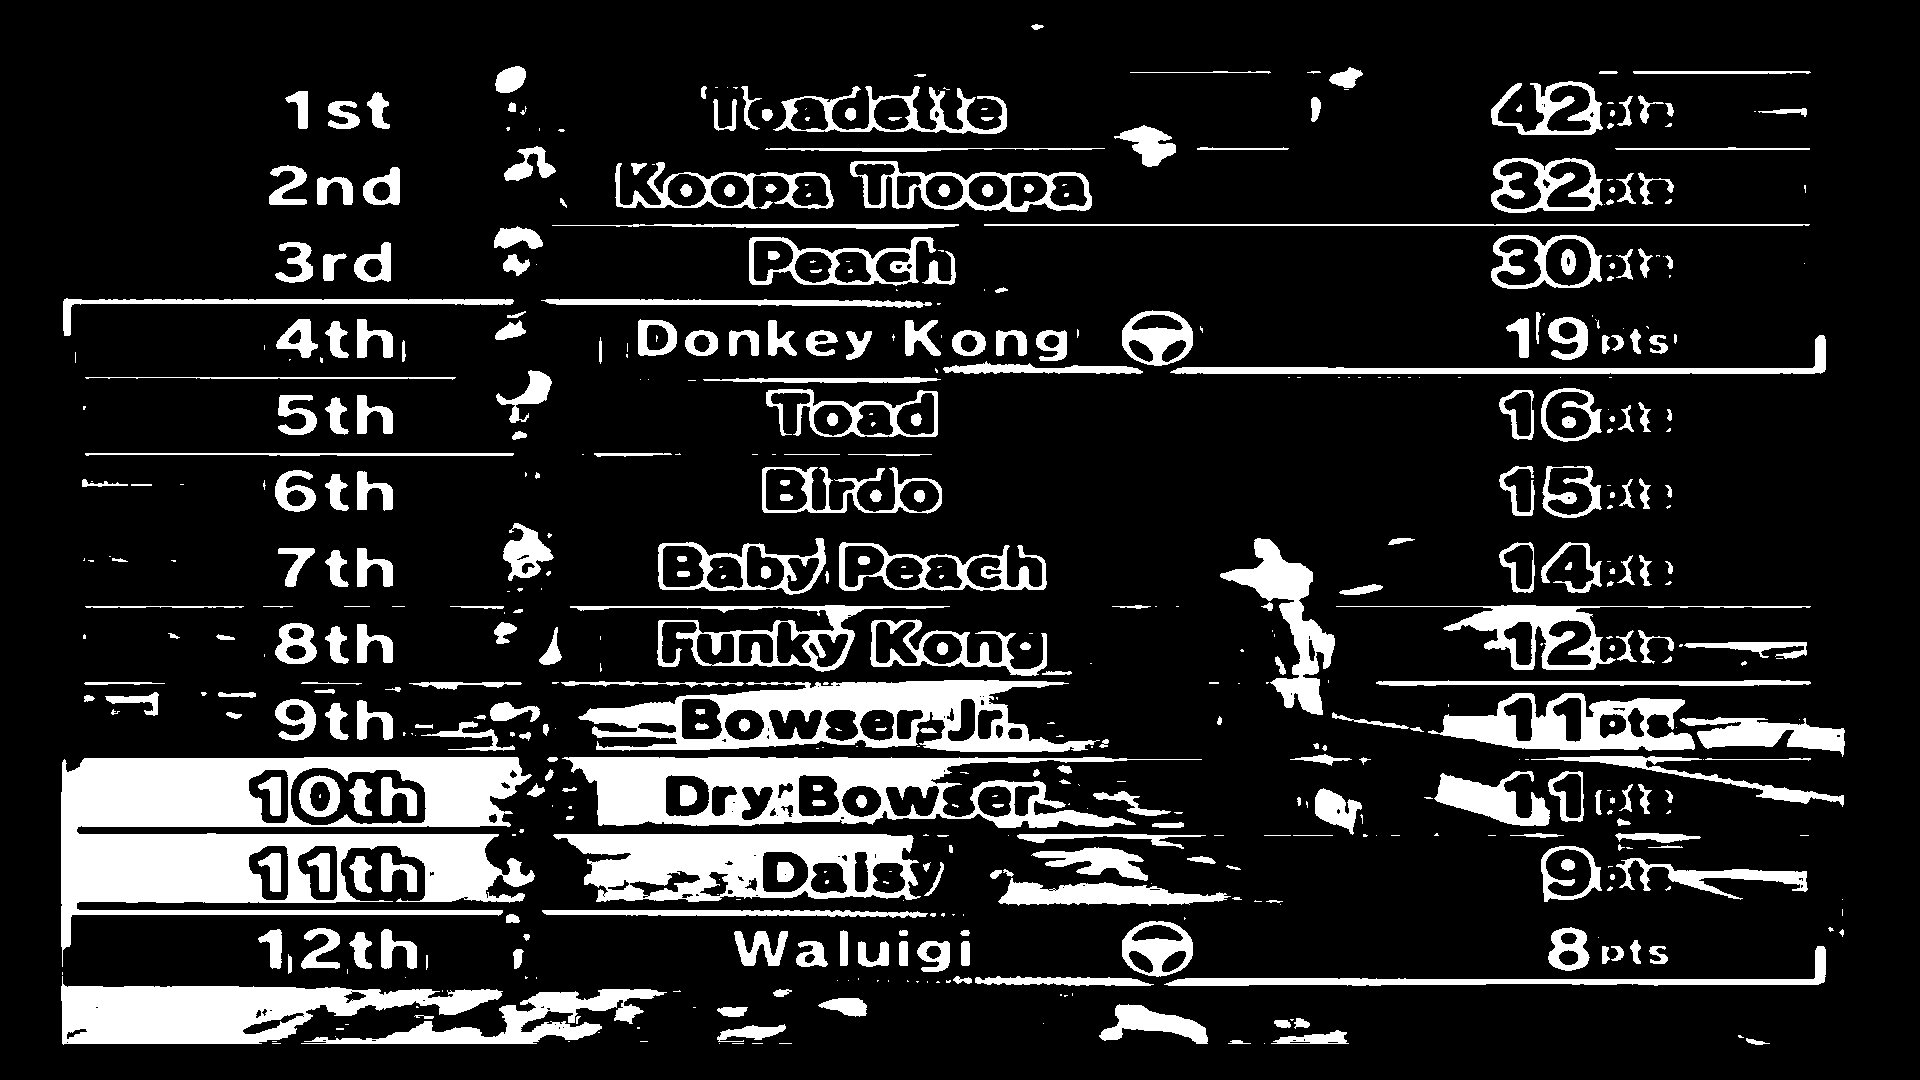 1st Toadette 42pts
2nd Koopa Troopa 32pts
3rd Peach 30pts
4th Donkey Kong 19pts
5th Toad 16pts
6th Birdo 15pts
7th Baby Peach 14pts
8th Funky Kong 12pts
9th Bowser Jr. 11pts
10th Dry Bowser 11pts
11th Daisy 9pts
12th Waluigi 8pts